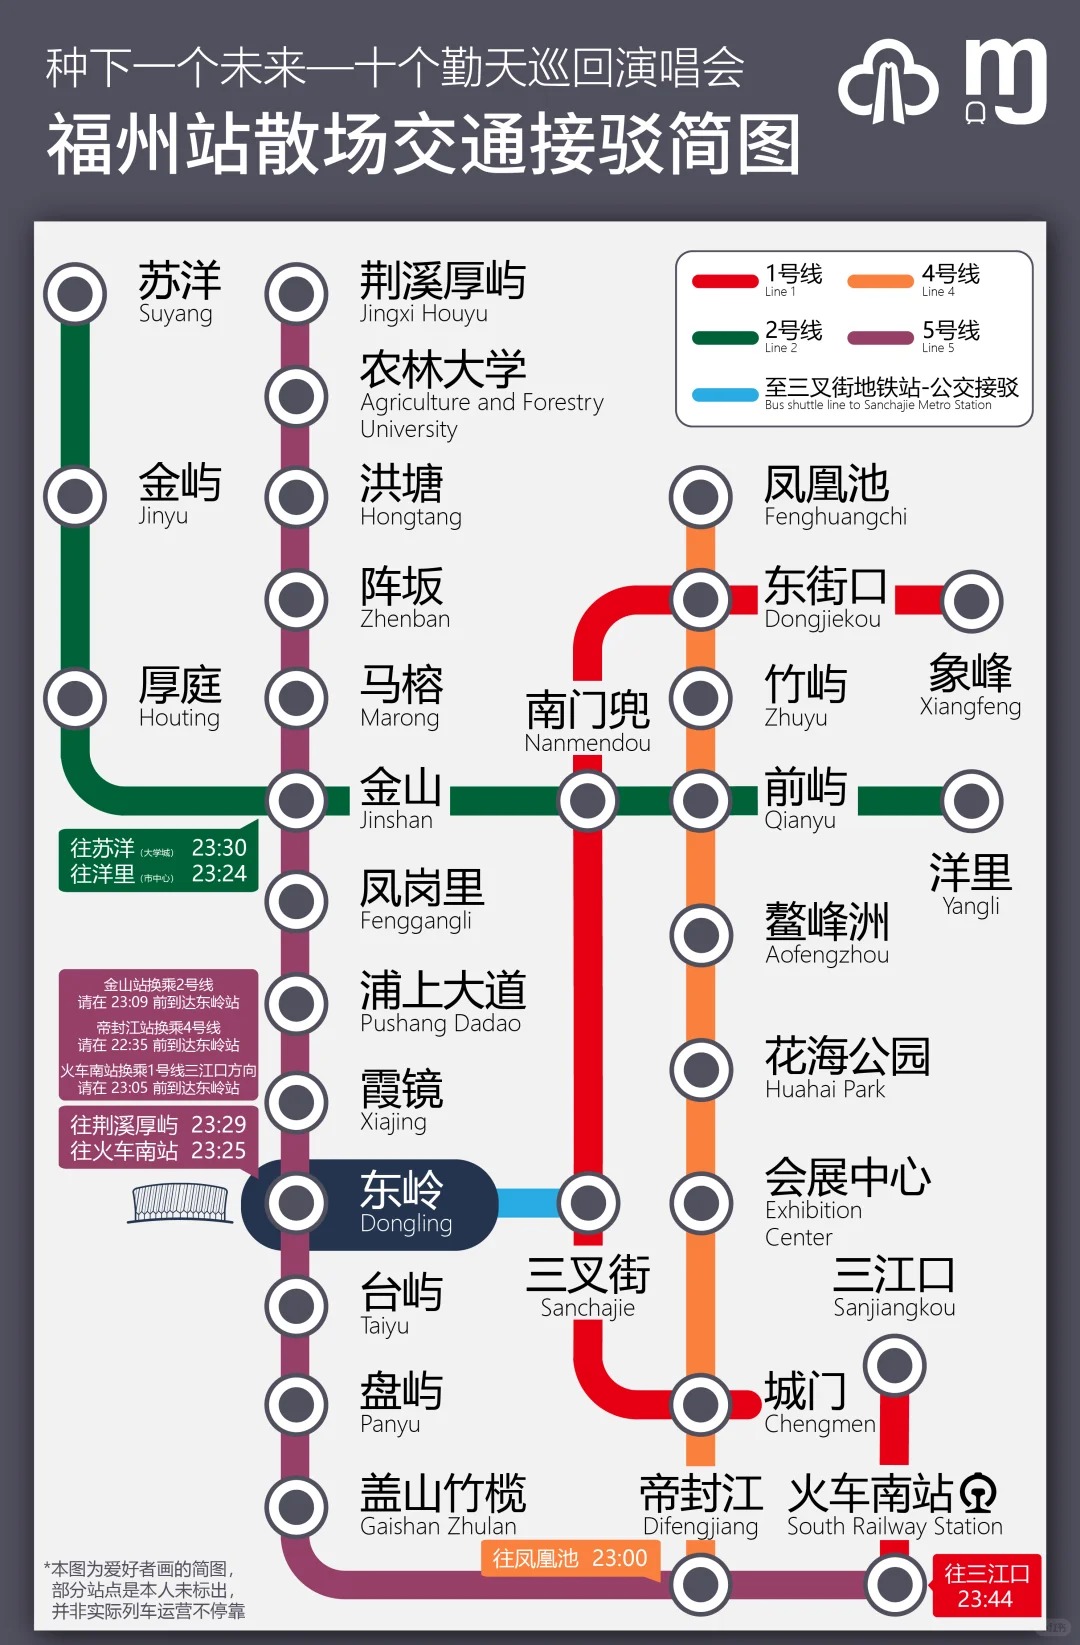 种下一个未来—十个勤天巡回演唱会
福州站散场交通接驳简图
1号线
Line 1
4号线
Line 4
2号线
Line 2
5号线
Line 5
至三叉街地铁站-公交接驳
Bus shuttle line to Sanchajie Metro Station
苏洋
Suyang
金屿
Jinyu
厚庭
Houting
荆溪厚屿
Jingxi Houyu
农林大学
Agriculture and Forestry
University
洪塘
Hongtang
阵坂
Zhenban
马榕
Marong
金山
Jinshan
凤岗里
Fenggangli
浦上大道
Pushang Dadao
霞镜
Xiajing
东岭
Dongling
台屿
Taiyu
盘屿
Panyu
盖山竹榄
Gaishan Zhulan
往苏洋（大学城） 23:30
往洋里（市中心） 23:24
金山站换乘2号线
请在 23:09 前到达东岭站
帝封江站换乘4号线
请在 22:35 前到达东岭站
火车南站换乘1号线三江口方向
请在 23:05 前到达东岭站
往荆溪厚屿 23:29
往火车南站 23:25
南门兜
Nanmendou
三叉街
Sanchajie
凤凰池
Fenghuangchi
东街口
Dongjiekou
象峰
Xiangfeng
竹屿
Zhuyu
前屿
Qianyu
洋里
Yangli
鳌峰洲
Aofengzhou
花海公园
Huahai Park
会展中心
Exhibition
Center
三江口
Sanjiangkou
城门
Chengmen
帝封江
Difengjiang
火车南站
South Railway Station
往凤凰池 23:00
往三江口
23:44
*本图为爱好者画的简图，
部分站点是本人未标出，
并非实际列车运营不停靠